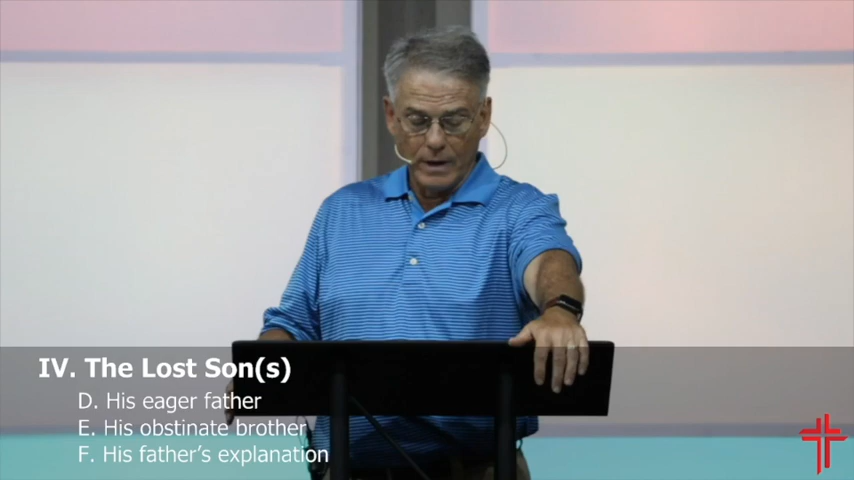 IV. The Lost Son(s)
D. His eager father
E. His obstinate brother
F. His father's explanation